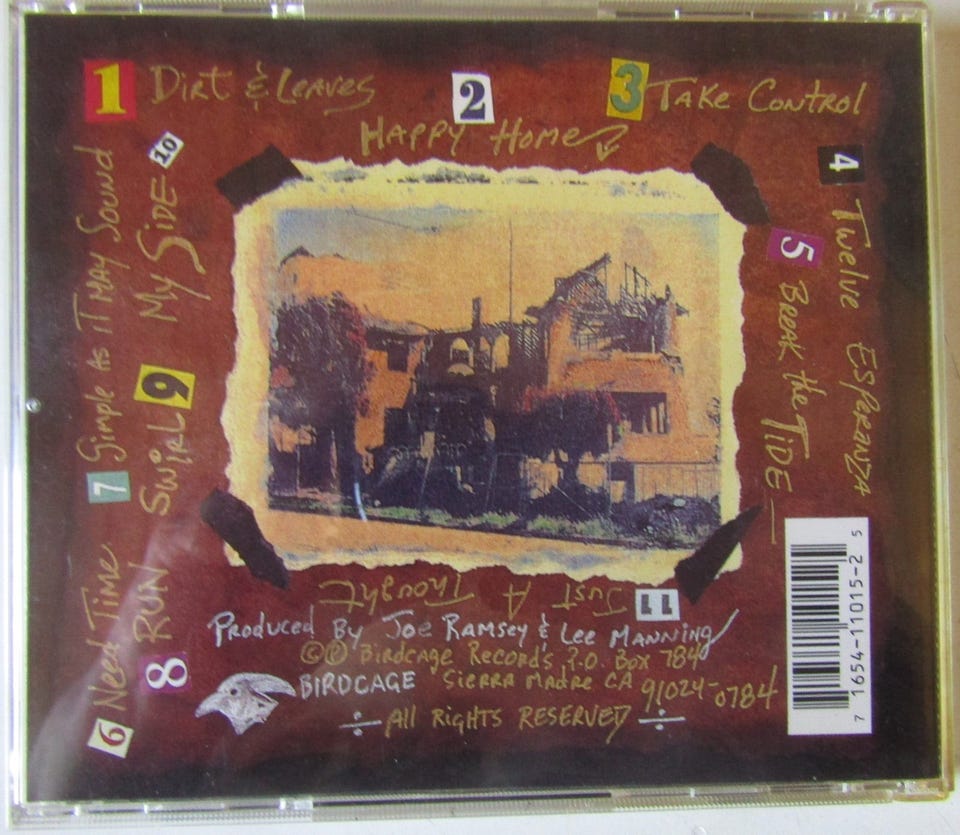 1 Dirt & Leaves
2
Happy Home
3 Take Control
4 Twelve Esperanza
5 Break the Tide
6 Need Time
7 Simple as it may Sound
8 Run
Swirl 9
My Side 10
11 Just A Thought
Produced By Joe Ramsey & Lee Manning
©℗ Birdcage Records, P.O. Box 784
BIRDCAGE Sierra Madre CA 91024-0784
÷ All Rights Reserved ÷
7 1654-11015-2 5